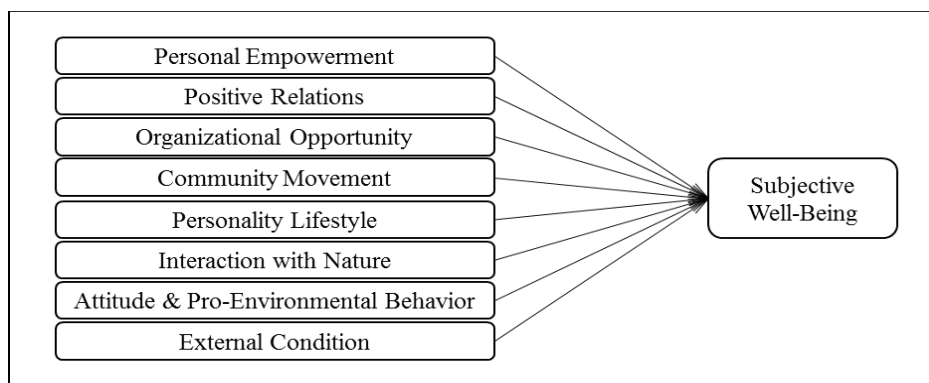 Personal Empowerment
Positive Relations
Organizational Opportunity
Community Movement
Personality Lifestyle
Interaction with Nature
Attitude & Pro-Environmental Behavior
External Condition
Subjective
Well-Being